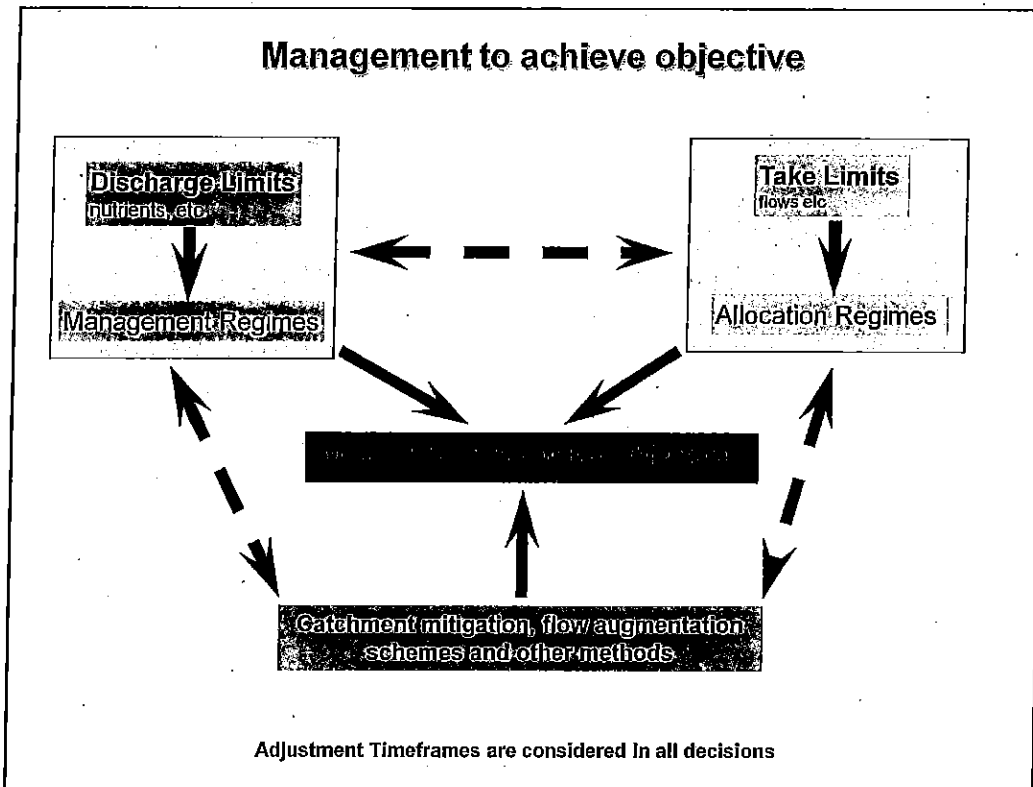 Management to achieve objective
Discharge Limits
nutrients, etc
Take Limits
flows etc
Management Regimes
Allocation Regimes
Catchment mitigation, flow augmentation
schemes and other methods
Adjustment Timeframes are considered in all decisions